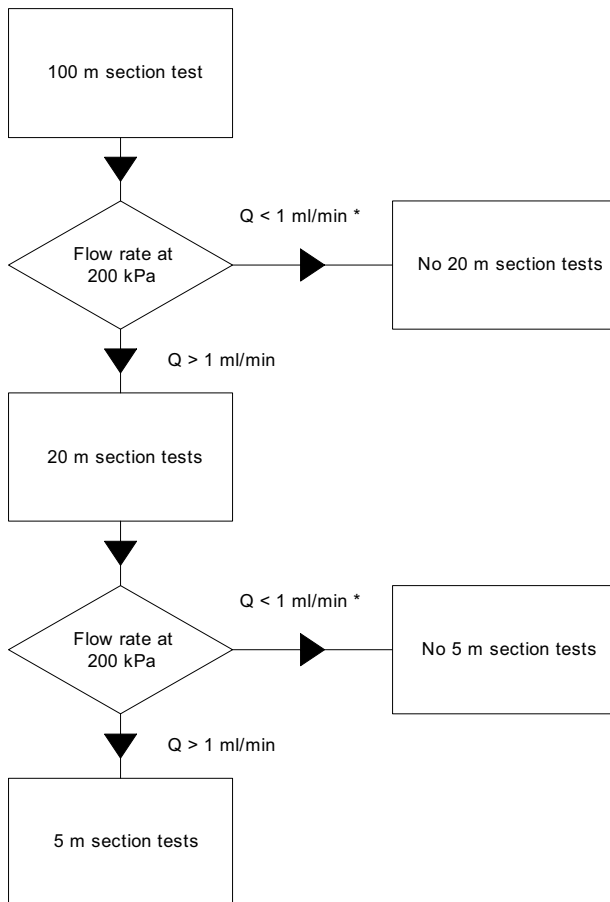 100 m section test
Q < 1 ml/min *
Flow rate at
200 kPa
No 20 m section tests
Q > 1 ml/min
20 m section tests
Q < 1 ml/min *
Flow rate at
200 kPa
No 5 m section tests
Q > 1 ml/min
5 m section tests